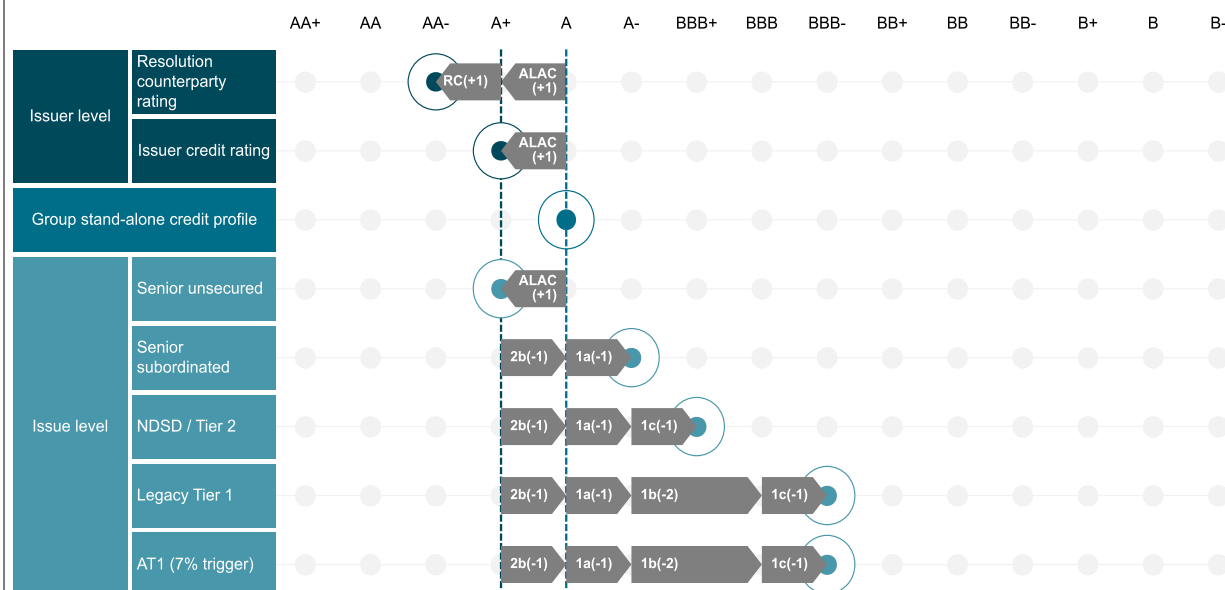 AA+ AA AA- A+ A A- BBB+ BBB BBB- BB+ BB BB- B+ B B-
Issuer level
Resolution
counterparty
rating
RC(+1) ALAC
(+1)
Issuer credit rating
ALAC
(+1)
Group stand-alone credit profile
Issue level
Senior unsecured
ALAC
(+1)
Senior
subordinated
2b(-1) 1a(-1)
NDSD / Tier 2
2b(-1) 1a(-1) 1c(-1)
Legacy Tier 1
2b(-1) 1a(-1) 1b(-2) 1c(-1)
AT1 (7% trigger)
2b(-1) 1a(-1) 1b(-2) 1c(-1)